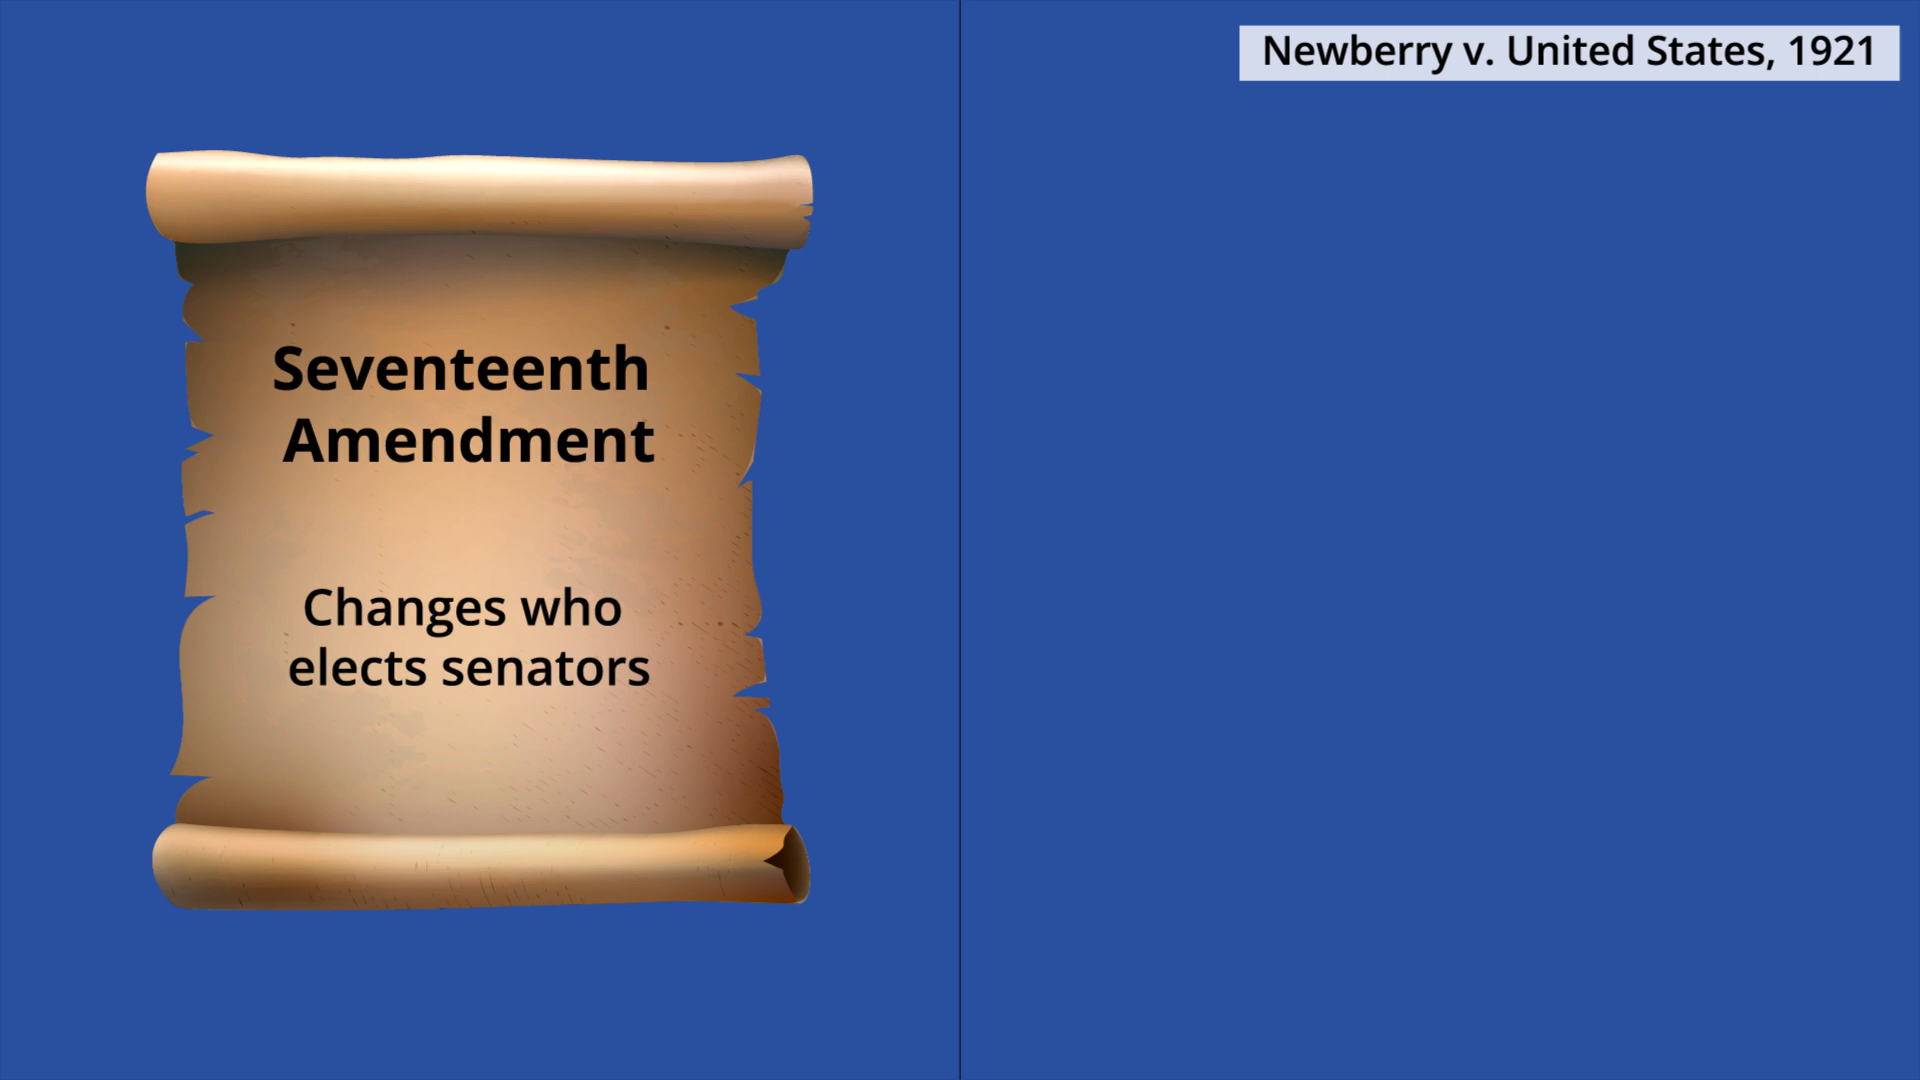 Newberry v. United States, 1921
Seventeenth
Amendment
Changes who
elects senators